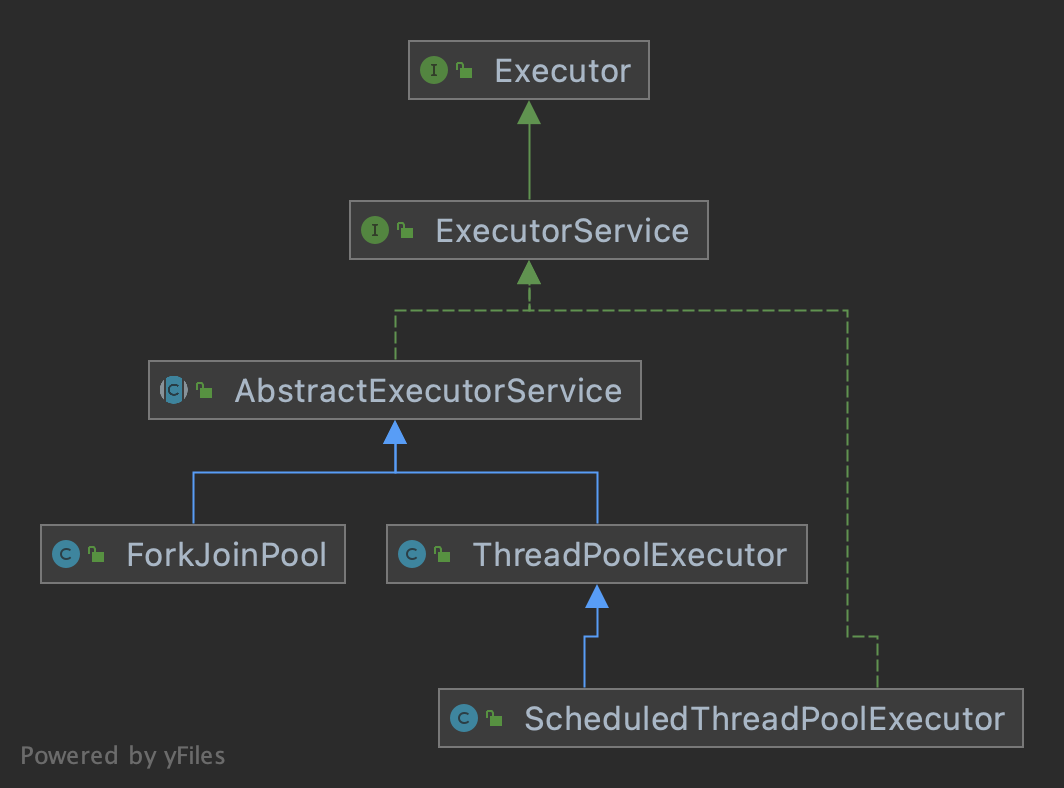 I Executor
I ExecutorService
C AbstractExecutorService
C ForkJoinPool
C ThreadPoolExecutor
C ScheduledThreadPoolExecutor
Powered by yFiles